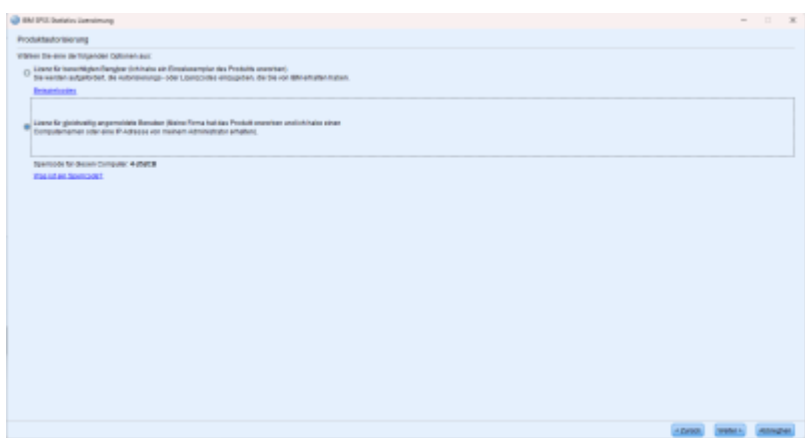 IBM SPSS Statistics Lizenzierung
Produktautorisierung
Wählen Sie eine der folgenden Optionen aus:
Lizenz für berechtigten Benutzer (Ich habe ein Einzelexemplar des Produkts erworben).
Sie werden aufgefordert, die Autorisierungs- oder Lizenzcodes einzugeben, die Sie von IBM erhalten haben.
Beispielcodes
Lizenz für gleichzeitig angemeldete Benutzer (Meine Firma hat das Produkt erworben und ich habe einen
Computernamen oder eine IP-Adresse von meinem Administrator erhalten).
Sperrcode für diesen Computer:
Was ist ein Sperrcode?
< Zurück
Weiter >
Abbrechen